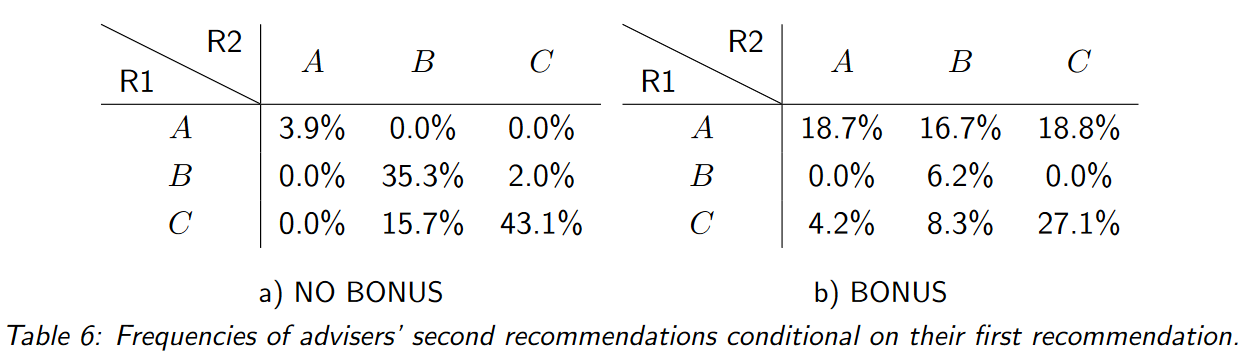 R2 A B C R2 A B C
R1 R1
A 3.9% 0.0% 0.0% A 18.7% 16.7% 18.8%
B 0.0% 35.3% 2.0% B 0.0% 6.2% 0.0%
C 0.0% 15.7% 43.1% C 4.2% 8.3% 27.1%
a) NO BONUS b) BONUS
Table 6: Frequencies of advisers' second recommendations conditional on their first recommendation.